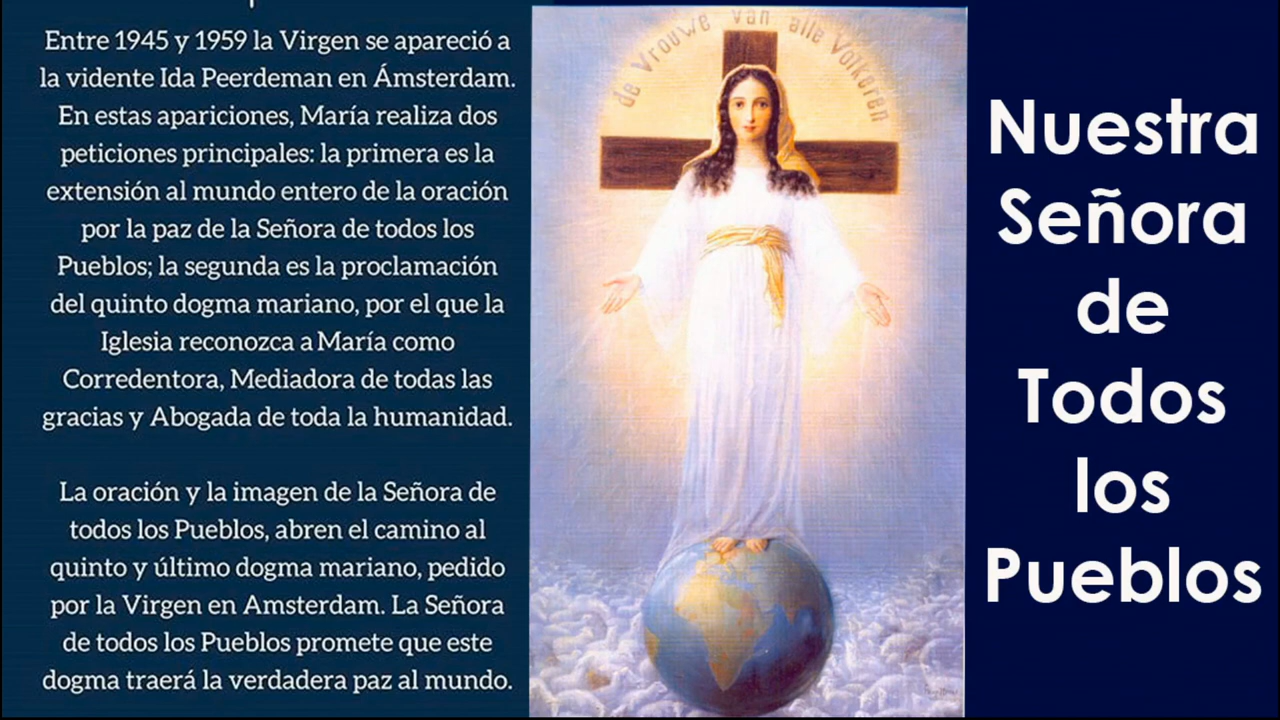 Entre 1945 y 1959 la Virgen se apareció a
la vidente Ida Peerdeman en Ámsterdam.
En estas apariciones, María realiza dos
peticiones principales: la primera es la
extensión al mundo entero de la oración
por la paz de la Señora de todos los
Pueblos; la segunda es la proclamación
del quinto dogma mariano, por el que la
Iglesia reconozca a María como
Corredentora, Mediadora de todas las
gracias y Abogada de toda la humanidad.
La oración y la imagen de la Señora de
todos los Pueblos, abren el camino al
quinto y último dogma mariano, pedido
por la Virgen en Amsterdam. La Señora
de todos los Pueblos promete que este
dogma traerá la verdadera paz al mundo.
de Vrouwe van alle Volkeren
Nuestra
Señora
de
Todos
los
Pueblos